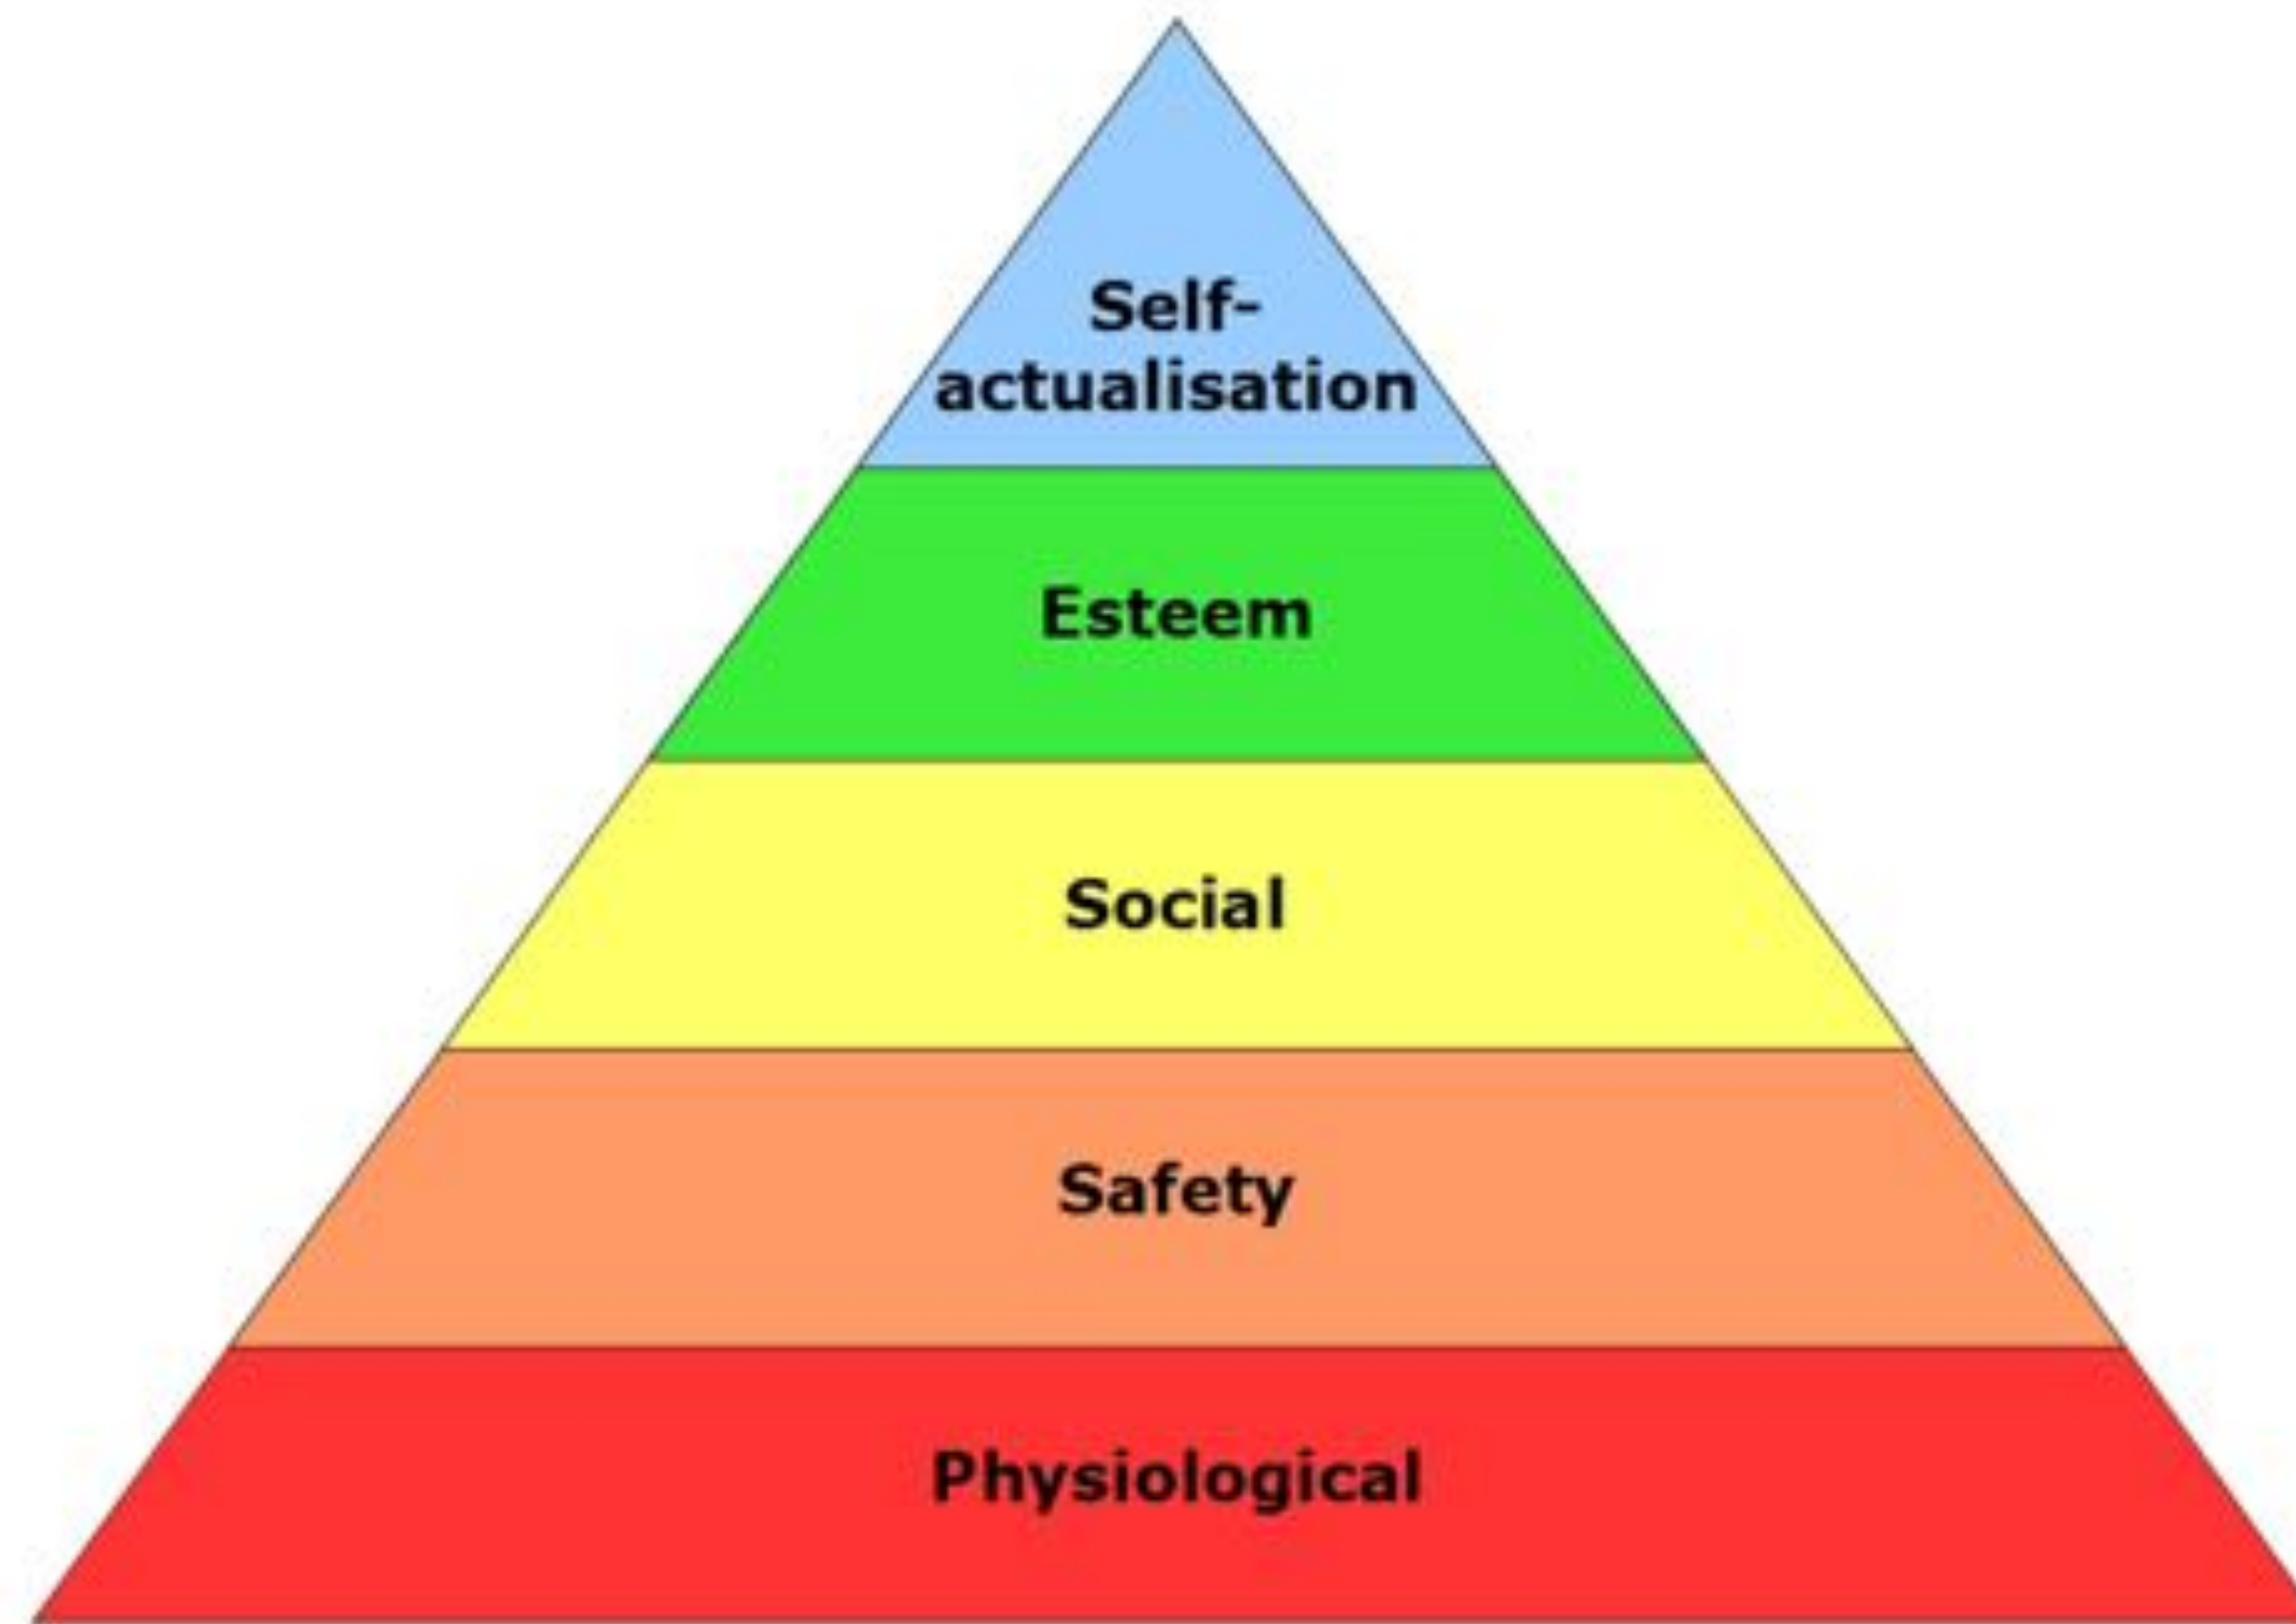 Self-
actualisation
Esteem
Social
Safety
Physiological